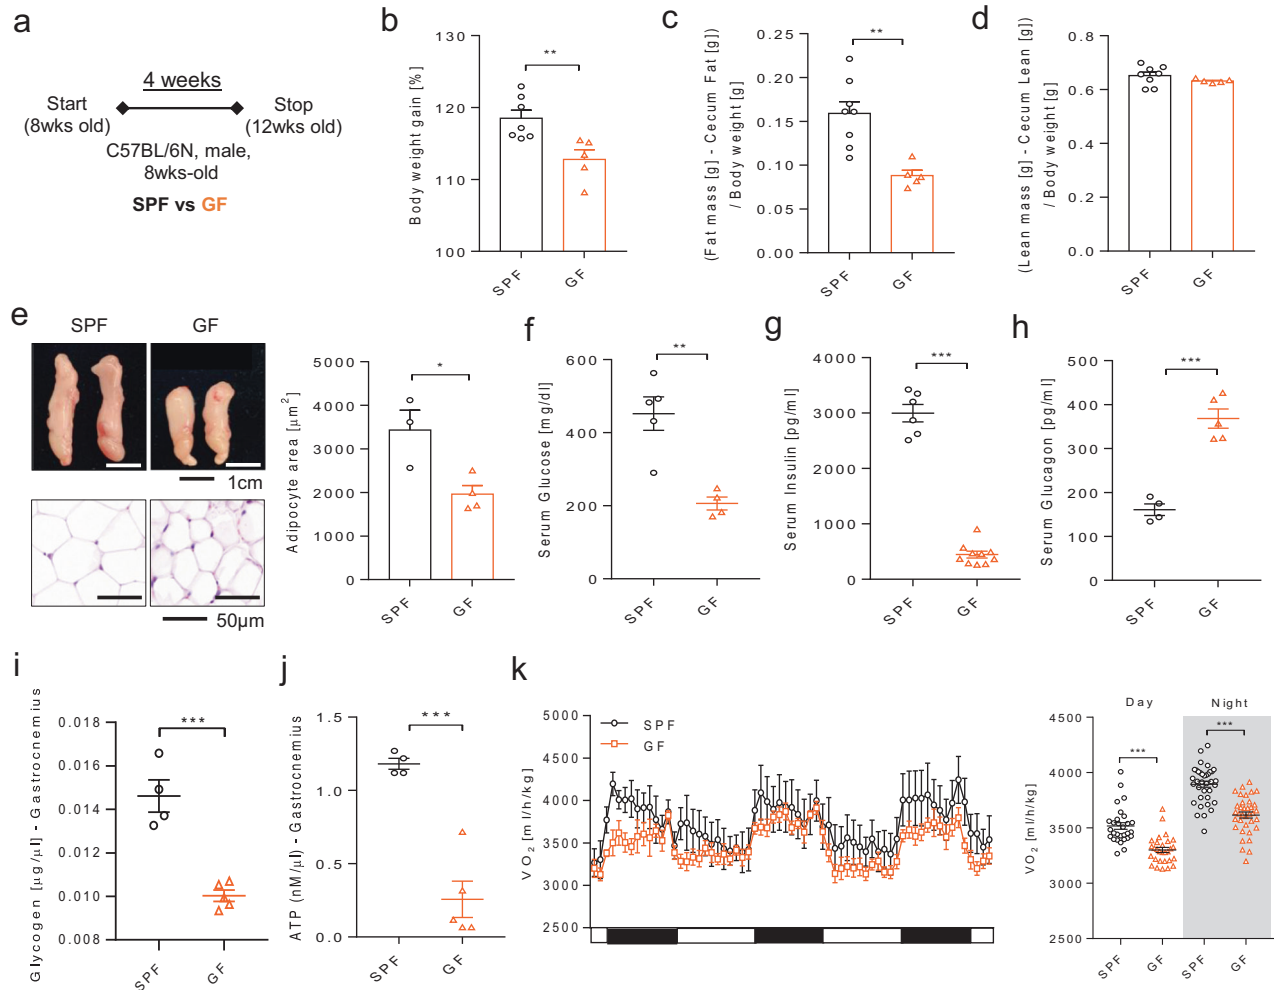 a
4 weeks
Start
(8wks old)
Stop
(12wks old)
C57BL/6N, male,
8wks-old
SPF vs GF
b
Body weight gain [%]
130
120
110
100
SPF
GF
**
c
(Fat mass [g] - Cecum Fat [g])
/ Body weight [g]
0.25
0.20
0.15
0.10
0.05
0.00
SPF
GF
**
d
(Lean mass [g] - Cecum Lean [g])
/ Body weight [g]
0.8
0.6
0.4
0.2
0.0
SPF
GF
e
SPF
GF
1cm
50μm
Adipocyte area [μm²]
5000
4000
3000
2000
1000
0
SPF
GF
*
f
Serum Glucose [mg/dl]
600
400
200
0
SPF
GF
**
g
Serum Insulin [pg/ml]
4000
3000
2000
1000
0
SPF
GF
***
h
Serum Glucagon [pg/ml]
500
400
300
200
100
0
SPF
GF
***
i
Glycogen [μg/μl] - Gastrocnemius
0.018
0.016
0.014
0.012
0.010
0.008
SPF
GF
***
j
ATP (nM/μl) - Gastrocnemius
1.5
1.0
0.5
0.0
SPF
GF
***
k
VO₂ [ml/h/kg]
5000
4500
4000
3500
3000
2500
SPF
GF
Day
Night
VO₂ [ml/h/kg]
4500
4000
3500
3000
2500
***
***
SPF
GF
SPF
GF